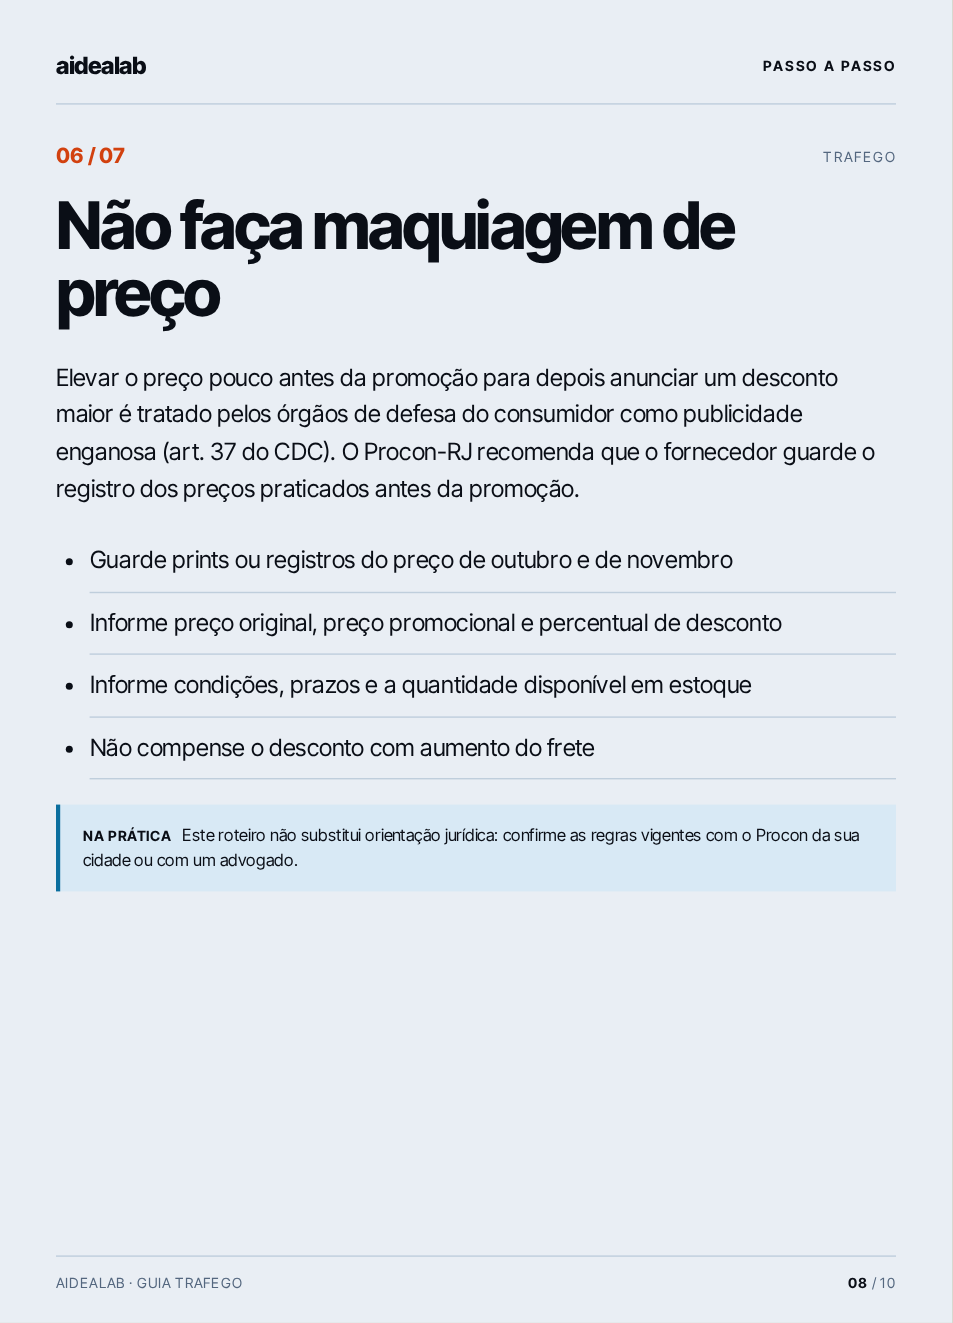 aidealab
PASSO A PASSO
06 / 07
TRAFEGO
Não faça maquiagem de
preço
Elevar o preço pouco antes da promoção para depois anunciar um desconto
maior é tratado pelos órgãos de defesa do consumidor como publicidade
enganosa (art. 37 do CDC). O Procon-RJ recomenda que o fornecedor guarde o
registro dos preços praticados antes da promoção.
• Guarde prints ou registros do preço de outubro e de novembro
• Informe preço original, preço promocional e percentual de desconto
• Informe condições, prazos e a quantidade disponível em estoque
• Não compense o desconto com aumento do frete
NA PRÁTICA Este roteiro não substitui orientação jurídica: confirme as regras vigentes com o Procon da sua
cidade ou com um advogado.
AIDEALAB · GUIA TRAFEGO
08 / 10